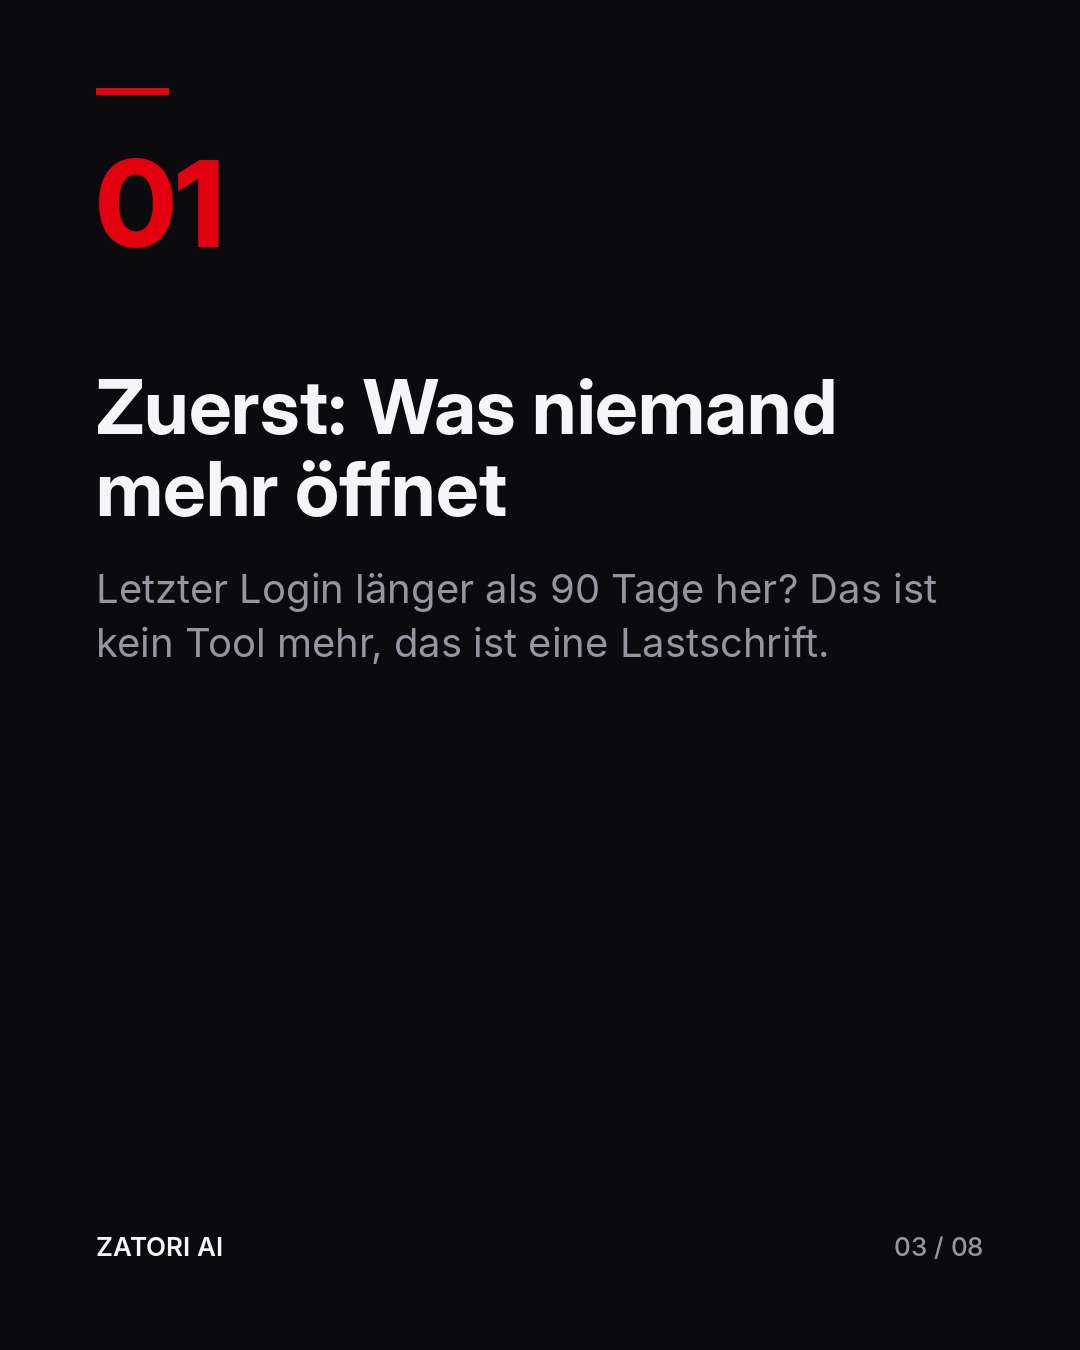 01
Zuerst: Was niemand
mehr öffnet
Letzter Login länger als 90 Tage her? Das ist
kein Tool mehr, das ist eine Lastschrift.
ZATORI AI
03 / 08